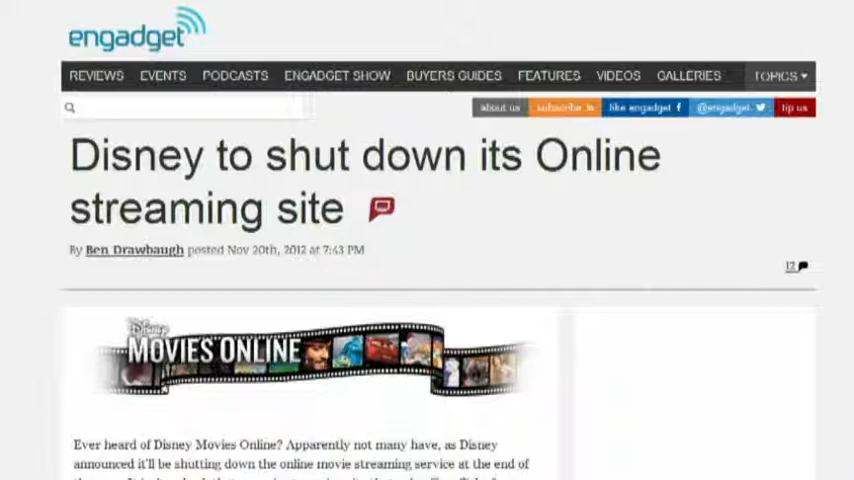 engadget
REVIEWS EVENTS PODCASTS ENGADGET SHOW BUYERS GUIDES FEATURES VIDEOS GALLERIES TOPICS
about us subscribe to like engadget f @engadget tip us
Disney to shut down its Online
streaming site
By Ben Drawbaugh posted Nov 20th, 2012 at 7:43 PM
12
Disney
MOVIES ONLINE
Ever heard of Disney Movies Online? Apparently not many have, as Disney
announced it'll be shutting down the online movie streaming service at the end of